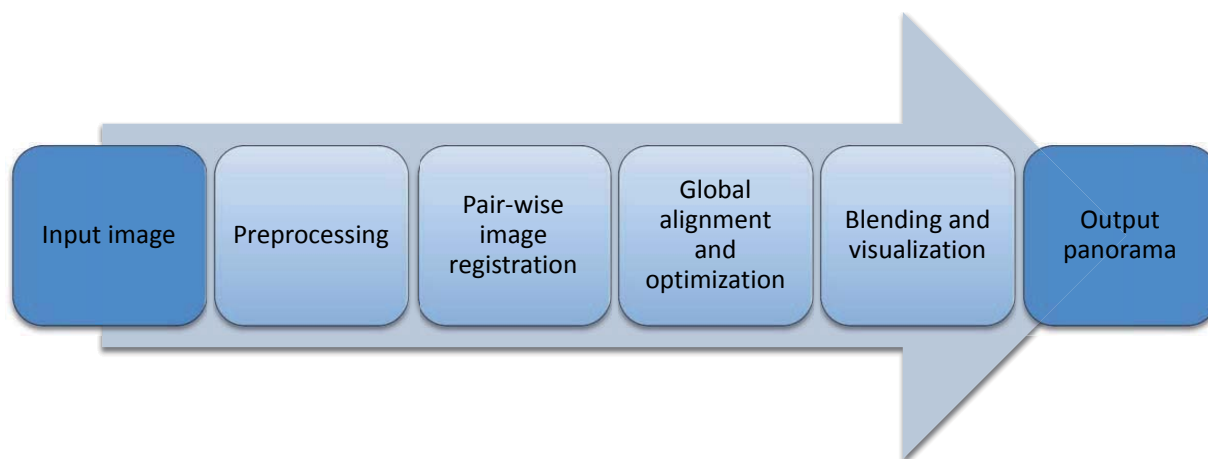 Input image
Preprocessing
Pair-wise
image
registration
Global
alignment
and
optimization
Blending and
visualization
Output
panorama